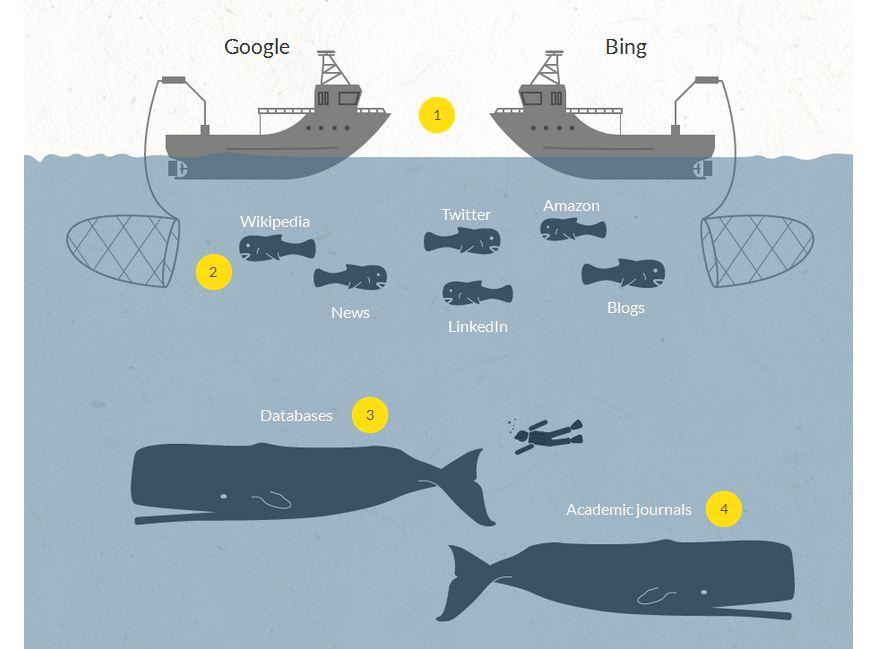 Google
Bing
1
Wikipedia
Twitter
Amazon
2
News
LinkedIn
Blogs
Databases
3
Academic journals
4